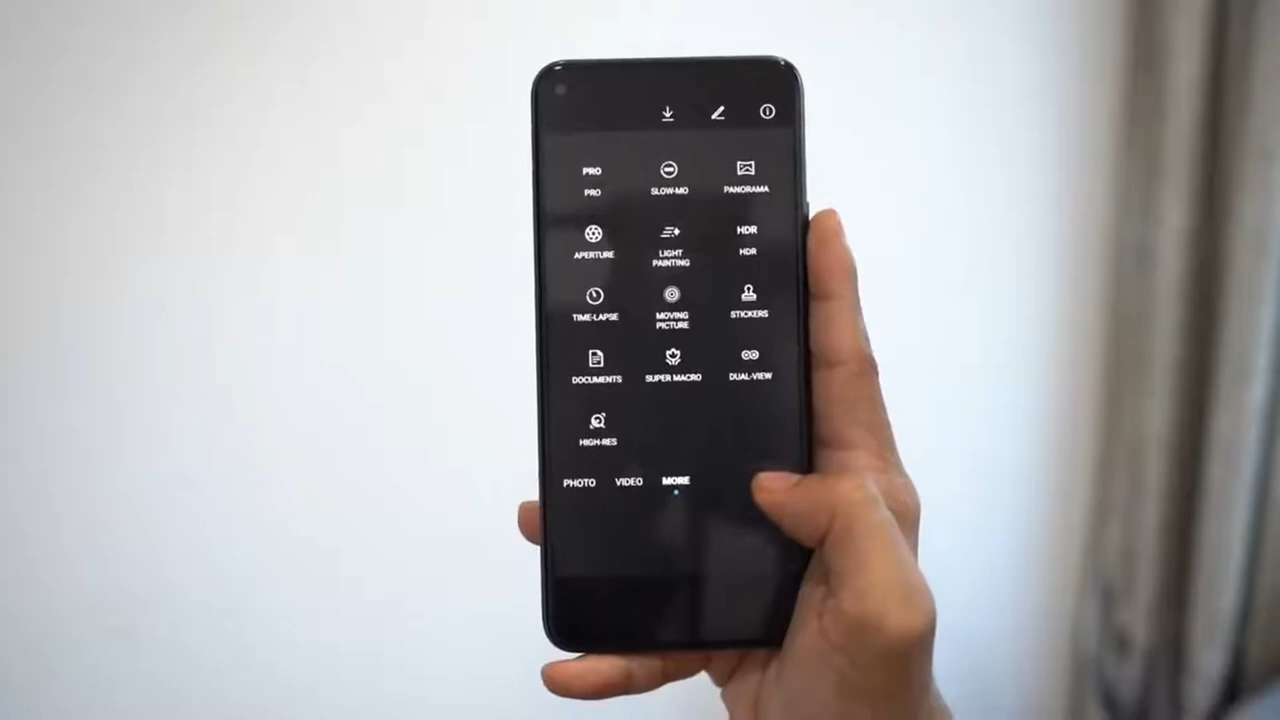 PRO
PRO
SLOW-MO
PANORAMA
APERTURE
LIGHT
PAINTING
HDR
HDR
TIME-LAPSE
MOVING
PICTURE
STICKERS
DOCUMENTS
SUPER MACRO
DUAL-VIEW
HIGH-RES
PHOTO VIDEO MORE